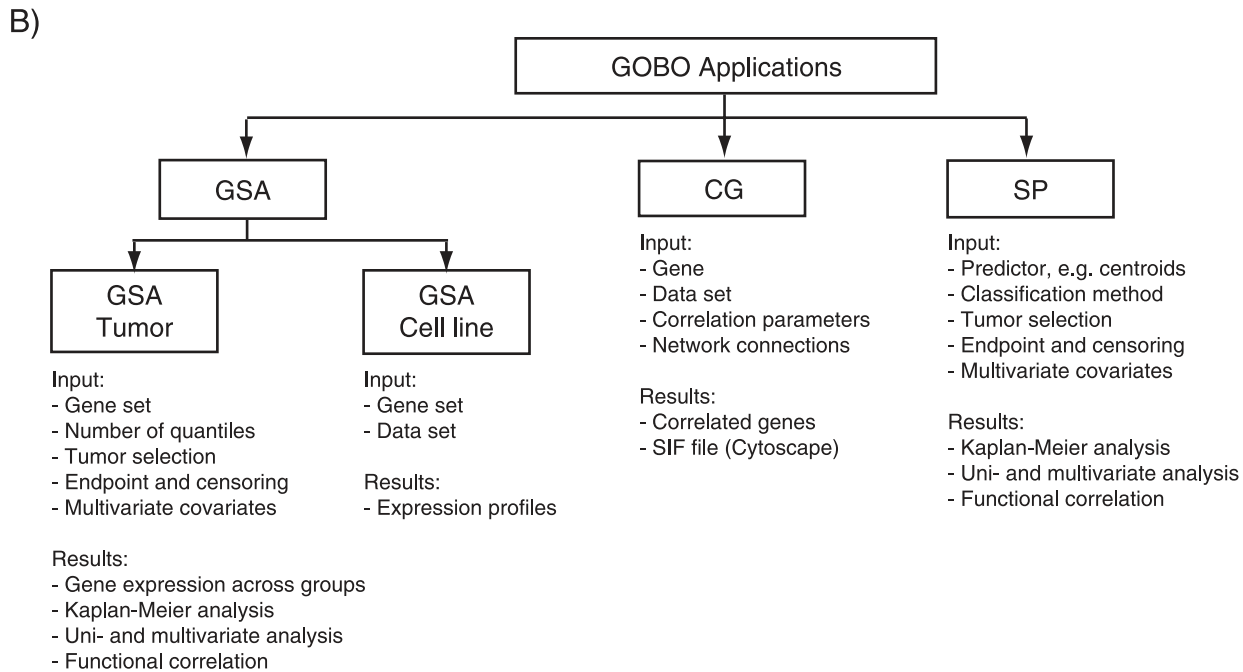 B)
GOBO Applications
GSA
CG
SP
GSA
Tumor
GSA
Cell line
Input:
- Gene set
- Number of quantiles
- Tumor selection
- Endpoint and censoring
- Multivariate covariates
Results:
- Gene expression across groups
- Kaplan-Meier analysis
- Uni- and multivariate analysis
- Functional correlation
Input:
- Gene set
- Data set
Results:
- Expression profiles
Input:
- Gene
- Data set
- Correlation parameters
- Network connections
Results:
- Correlated genes
- SIF file (Cytoscape)
Input:
- Predictor, e.g. centroids
- Classification method
- Tumor selection
- Endpoint and censoring
- Multivariate covariates
Results:
- Kaplan-Meier analysis
- Uni- and multivariate analysis
- Functional correlation